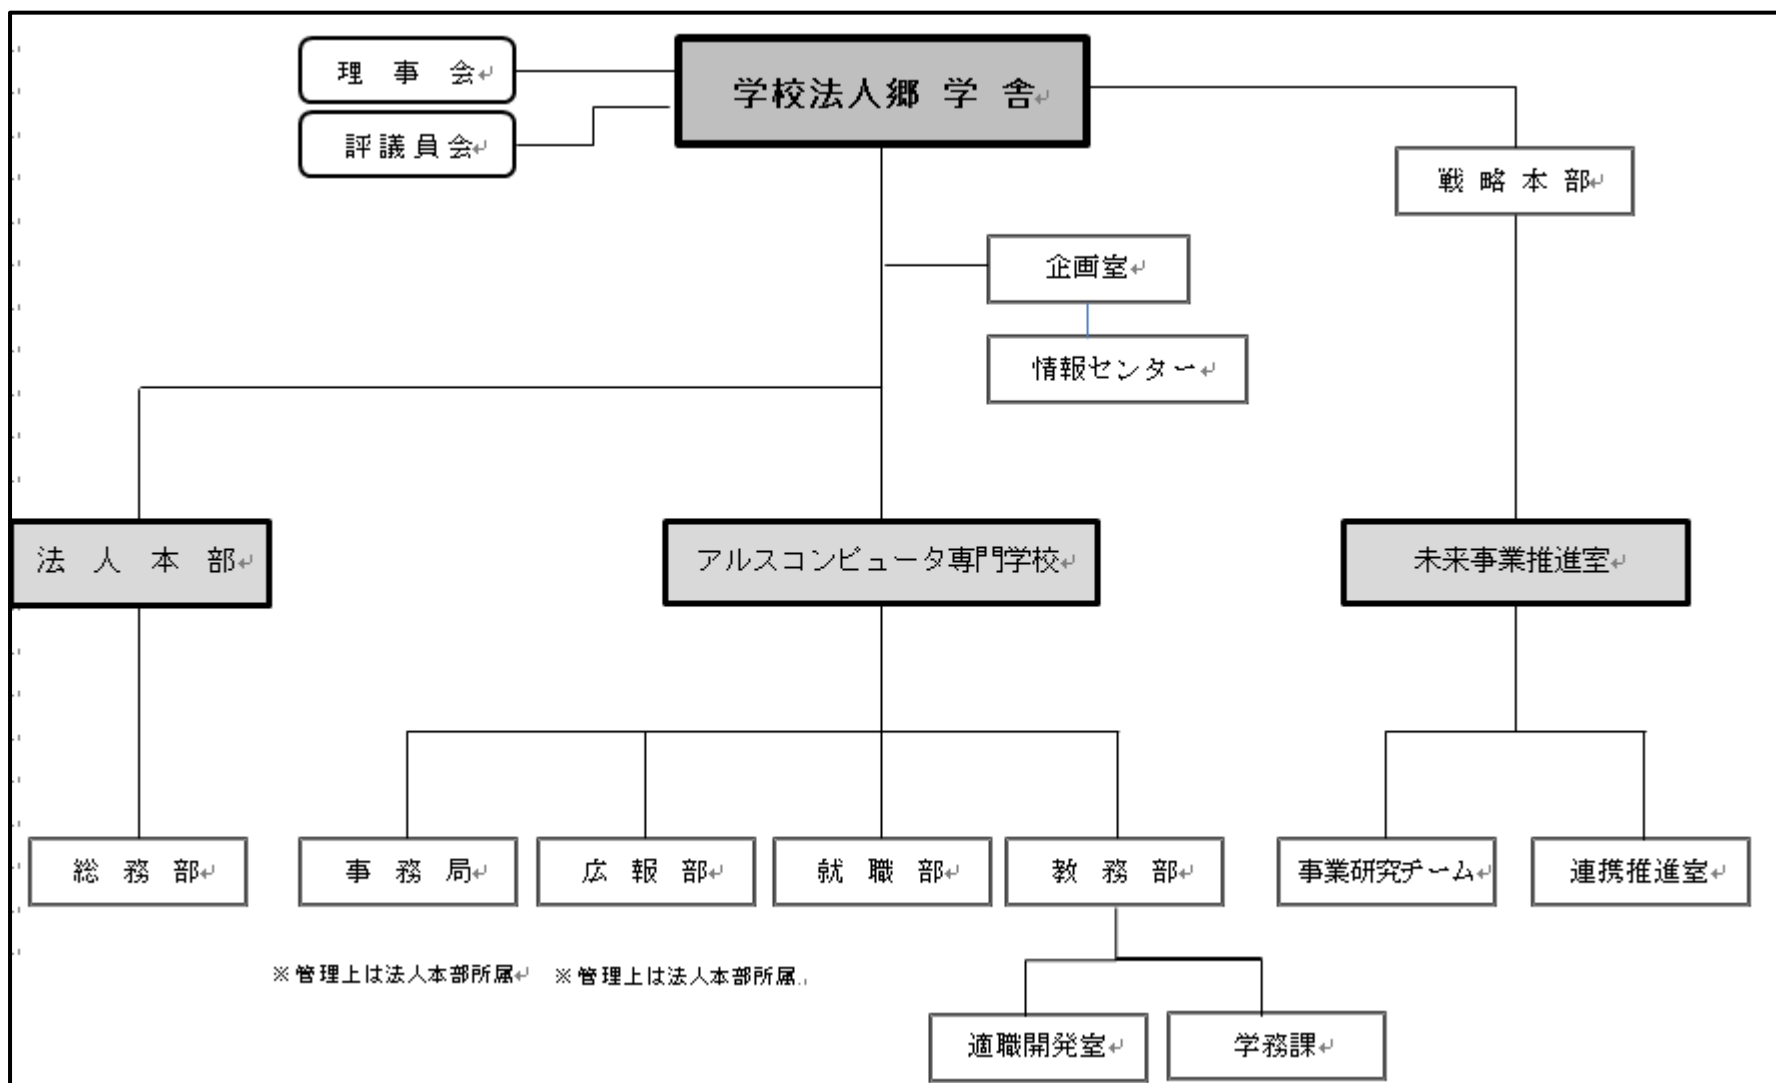 理 事 会
学校法人郷 学 舎
評 議 員 会
戦 略 本 部
企画室
情報センター
法 人 本 部
アルスコンピュータ専門学校
未来事業推進室
総 務 部
事 務 局
広 報 部
就 職 部
教 務 部
事業研究チーム
連携推進室
※管理上は法人本部所属
※管理上は法人本部所属
適職開発室
学務課